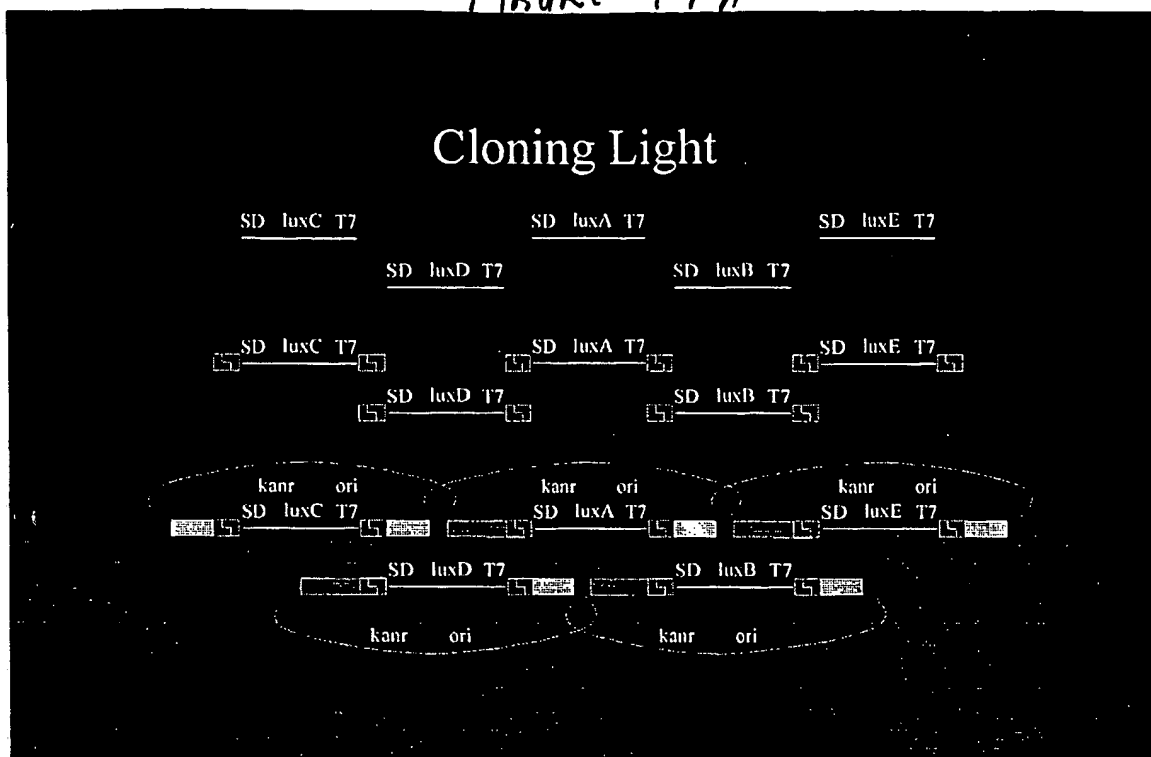 Cloning Light
SD luxC T7 SD luxA T7 SD luxE T7
SD luxD T7 SD luxB T7
SD luxC T7 SD luxA T7 SD luxE T7
SD luxD T7 SD luxB T7
kanr ori kanr ori kanr ori
SD luxC T7 SD luxA T7 SD luxE T7
SD luxD T7 SD luxB T7
kanr ori kanr ori